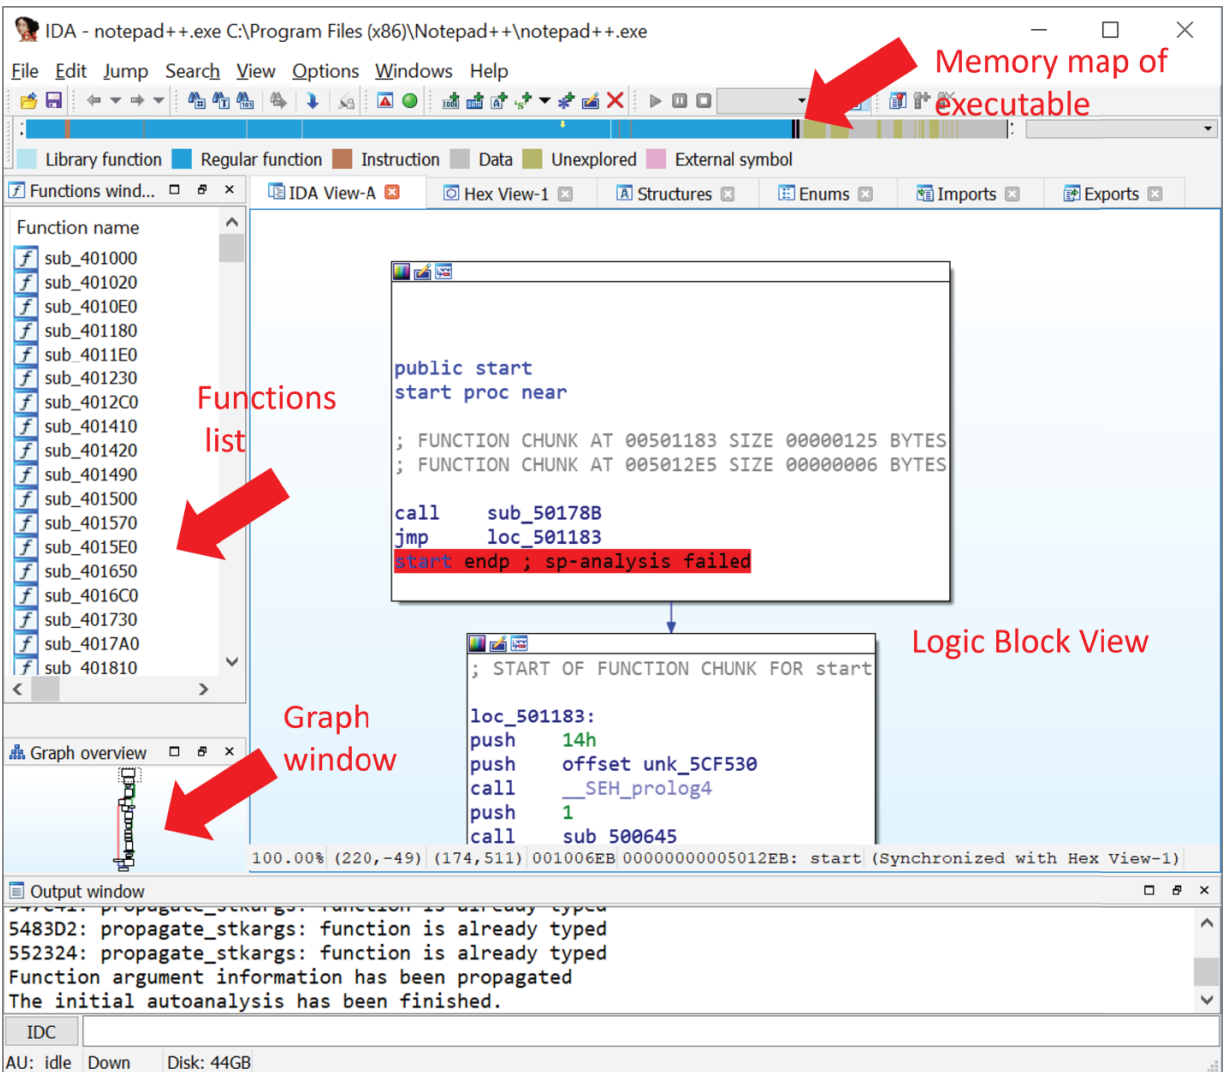 IDA - notepad++.exe C:\Program Files (x86)\Notepad++\notepad++.exe
File Edit Jump Search View Options Windows Help
Memory map of
executable
Library function Regular function Instruction Data Unexplored External symbol
Functions wind...
IDA View-A Hex View-1 Structures Enums Imports Exports
Function name
sub_401000
sub_401020
sub_4010E0
sub_401180
sub_4011E0
sub_401230
sub_4012C0
sub_401410
sub_401420
sub_401490
sub_401500
sub_401570
sub_4015E0
sub_401650
sub_4016C0
sub_401730
sub_4017A0
sub_401810
Functions
list
public start
start proc near
; FUNCTION CHUNK AT 00501183 SIZE 00000125 BYTES
; FUNCTION CHUNK AT 005012E5 SIZE 00000006 BYTES
call sub_50178B
jmp loc_501183
start endp ; sp-analysis failed
Logic Block View
; START OF FUNCTION CHUNK FOR start
loc_501183:
push 14h
push offset unk_5CF530
call __SEH_prolog4
push 1
call sub_500645
Graph
window
Graph overview
100.00% (220,-49) (174,511) 001006EB 00000000005012EB: start (Synchronized with Hex View-1)
Output window
547C41: propagate_stkargs: function is already typed
5483D2: propagate_stkargs: function is already typed
552324: propagate_stkargs: function is already typed
Function argument information has been propagated
The initial autoanalysis has been finished.
IDC
AU: idle Down Disk: 44GB